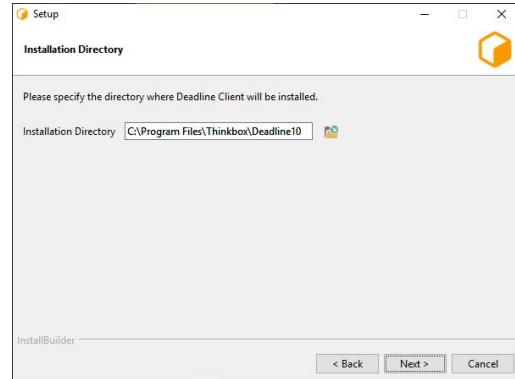 Setup
Installation Directory
Please specify the directory where Deadline Client will be installed.
Installation Directory C:\Program Files\Thinkbox\Deadline10
InstallBuilder
< Back Next > Cancel